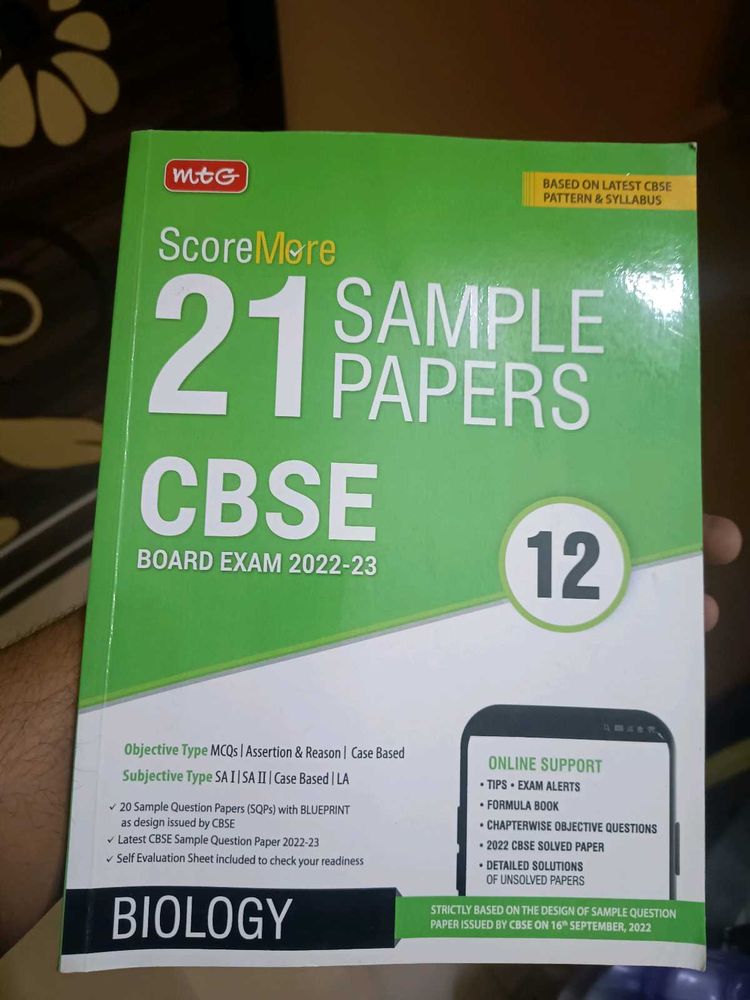 mtG
BASED ON LATEST CBSE
PATTERN & SYLLABUS
ScoreMore
21 SAMPLE
PAPERS
CBSE
BOARD EXAM 2022-23
12
Objective Type MCQs | Assertion & Reason | Case Based
Subjective Type SA I | SA II | Case Based | LA
✓ 20 Sample Question Papers (SQPs) with BLUEPRINT
as design issued by CBSE
✓ Latest CBSE Sample Question Paper 2022-23
✓ Self Evaluation Sheet included to check your readiness
ONLINE SUPPORT
• TIPS • EXAM ALERTS
• FORMULA BOOK
• CHAPTERWISE OBJECTIVE QUESTIONS
• 2022 CBSE SOLVED PAPER
• DETAILED SOLUTIONS
OF UNSOLVED PAPERS
BIOLOGY
STRICTLY BASED ON THE DESIGN OF SAMPLE QUESTION
PAPER ISSUED BY CBSE ON 16th SEPTEMBER, 2022